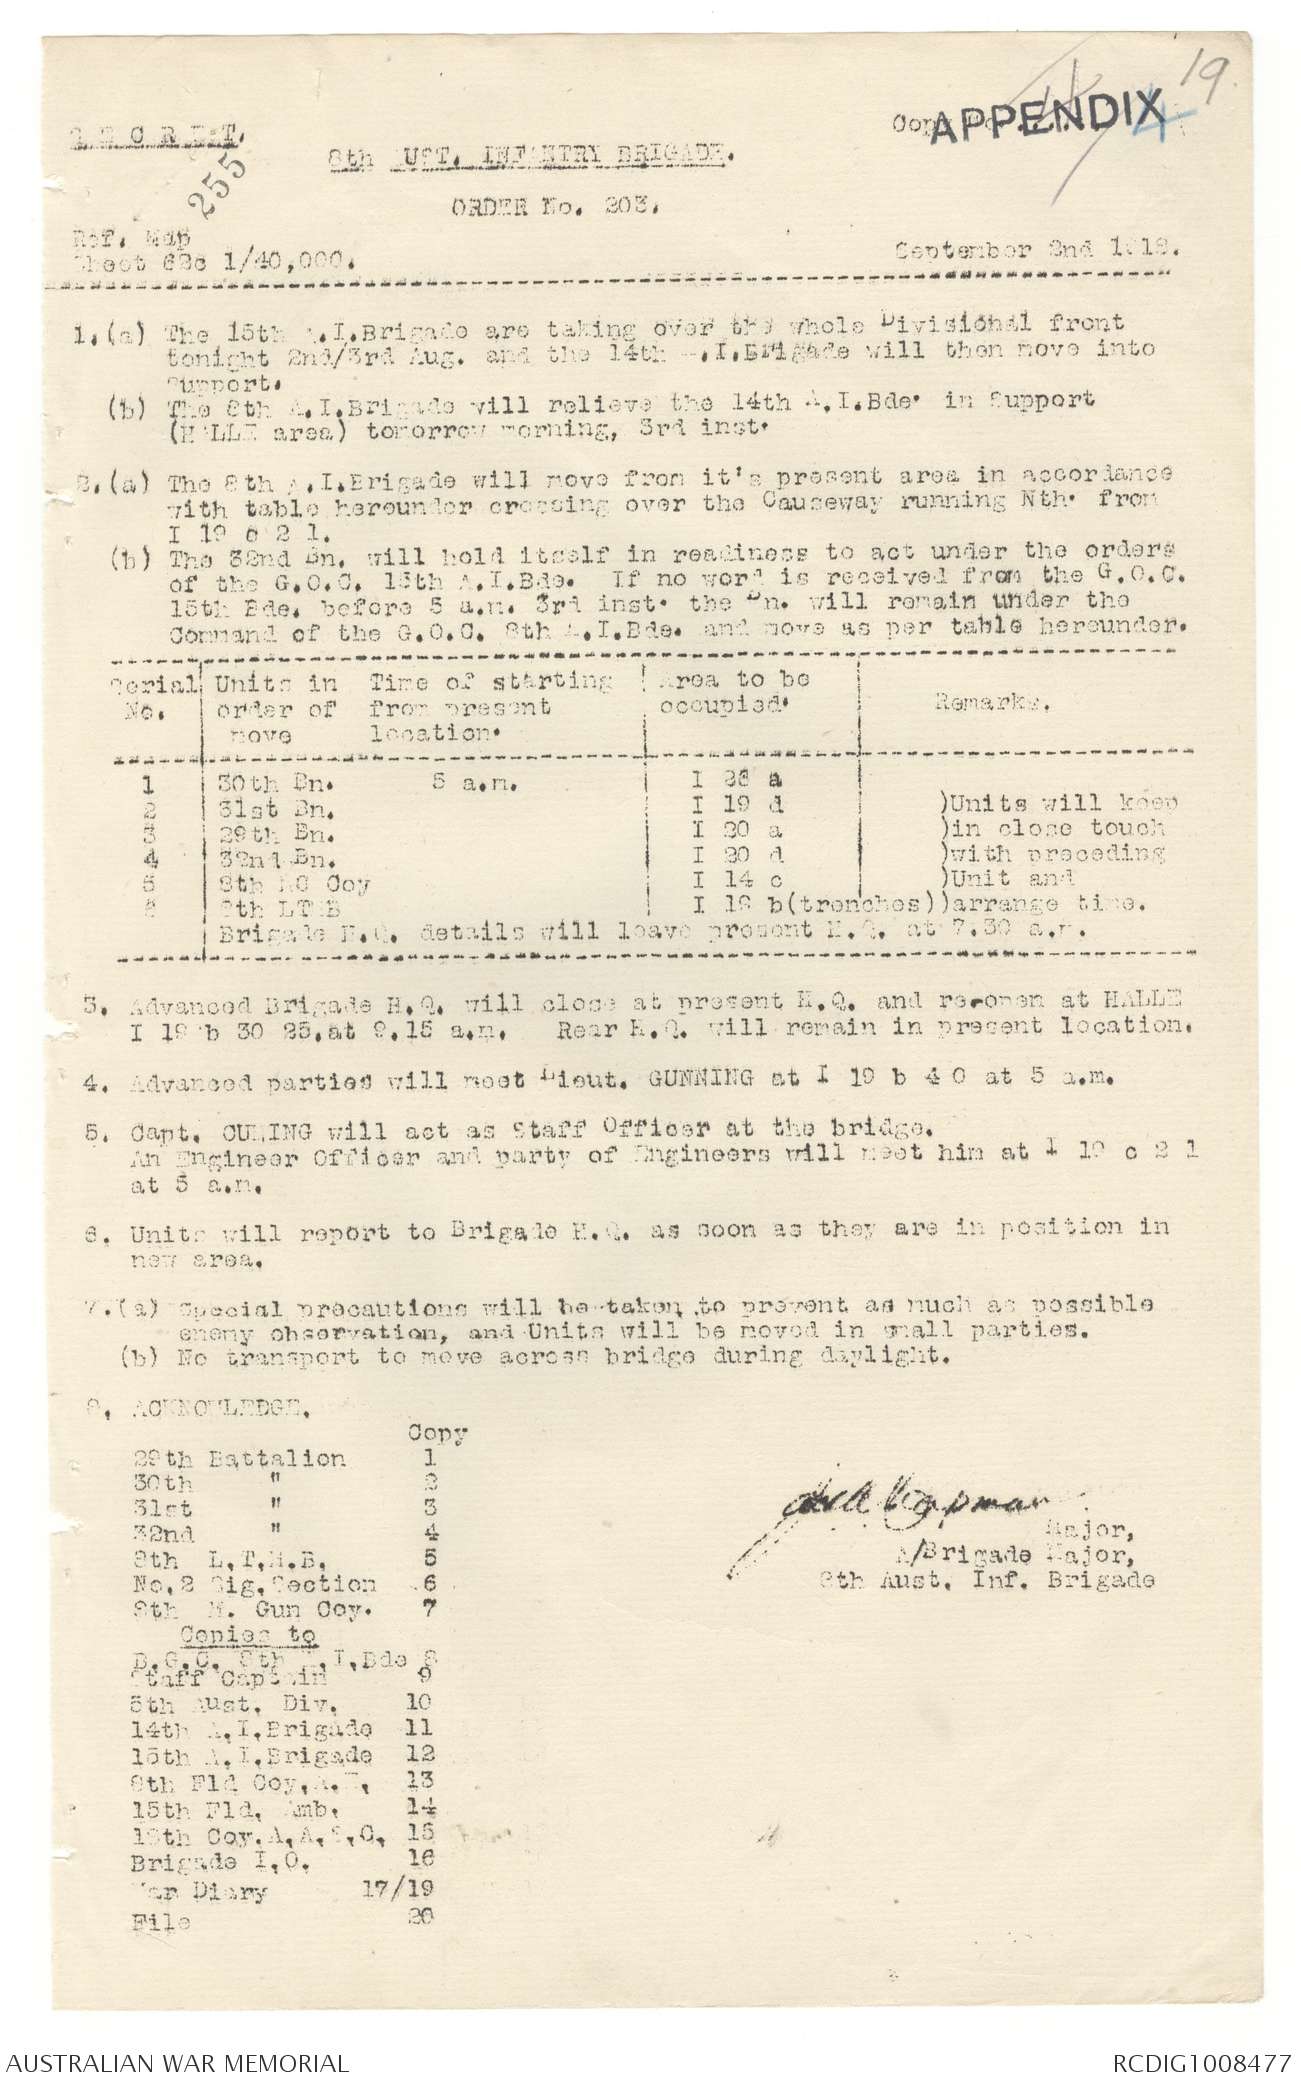 19.
S E C R E T.
Copy No.
APPENDIX 4
255
8th AUST. INFANTRY BRIGADE.
ORDER No. 203.
Ref. Map
Sheet 62c 1/40,000.
September 2nd 1918.
1.(a) The 15th A.I.Brigade are taking over the whole Divisional front
tonight 2nd/3rd Aug. and the 14th A.I.Brigade will then move into
Support.
(b) The 8th A.I.Brigade will relieve the 14th A.I.Bde. in Support
(HALLE area) tomorrow morning, 3rd inst.
2.(a) The 8th A.I.Brigade will move from it's present area in accordance
with table hereunder crossing over the Causeway running Nth. from
I 19 c 2 1.
(b) The 32nd Bn. will hold itself in readiness to act under the orders
of the G.O.C. 15th A.I.Bde. If no word is received from the G.O.C.
15th Bde. before 5 a.m. 3rd inst. the Bn. will remain under the
Command of the G.O.C. 8th A.I.Bde. and move as per table hereunder.
Serial No. Units in order of move Time of starting from present location. Area to be occupied. Remarks.
1 30th Bn. 5 a.m. I 26 a
2 31st Bn. I 19 d )Units will keep
3 29th Bn. I 20 a )in close touch
4 32nd Bn. I 20 d )with preceding
5 8th MG Coy I 14 c )Unit and
6 8th LTMB I 19 b(trenches))arrange time.
Brigade H.Q. details will leave present H.Q. at 7.30 a.m.
3. Advanced Brigade H.Q. will close at present H.Q. and re-open at HALLE
I 19 b 30 25.at 9.15 a.m. Rear H.Q. will remain in present location.
4. Advanced parties will meet Lieut. GUNNING at I 19 b 4 0 at 5 a.m.
5. Capt. CULING will act as Staff Officer at the bridge.
An Engineer Officer and party of Engineers will meet him at I 19 c 2 1
at 5 a.m.
6. Units will report to Brigade H.Q. as soon as they are in position in
new area.
7.(a) Special precautions will be taken to prevent as much as possible
enemy observation, and Units will be moved in small parties.
(b) No transport to move across bridge during daylight.
8. ACKNOWLEDGE.
Copy
29th Battalion 1
30th " 2
31st " 3
32nd " 4
8th L.T.M.B. 5
No.2 Sig.Section 6
8th M. Gun Coy. 7
Copies to
B.G.C. 8th A.I.Bde 8
Staff Captain 9
5th Aust. Div. 10
14th A.I.Brigade 11
15th A.I.Brigade 12
8th Fld Coy.A.E. 13
15th Fld. Amb. 14
18th Coy.A.A.S.C. 15
Brigade I.O. 16
War Diary 17/19
File 20
Chapman
Major,
A/Brigade Major,
8th Aust. Inf. Brigade
AUSTRALIAN WAR MEMORIAL
RCDIG1008477